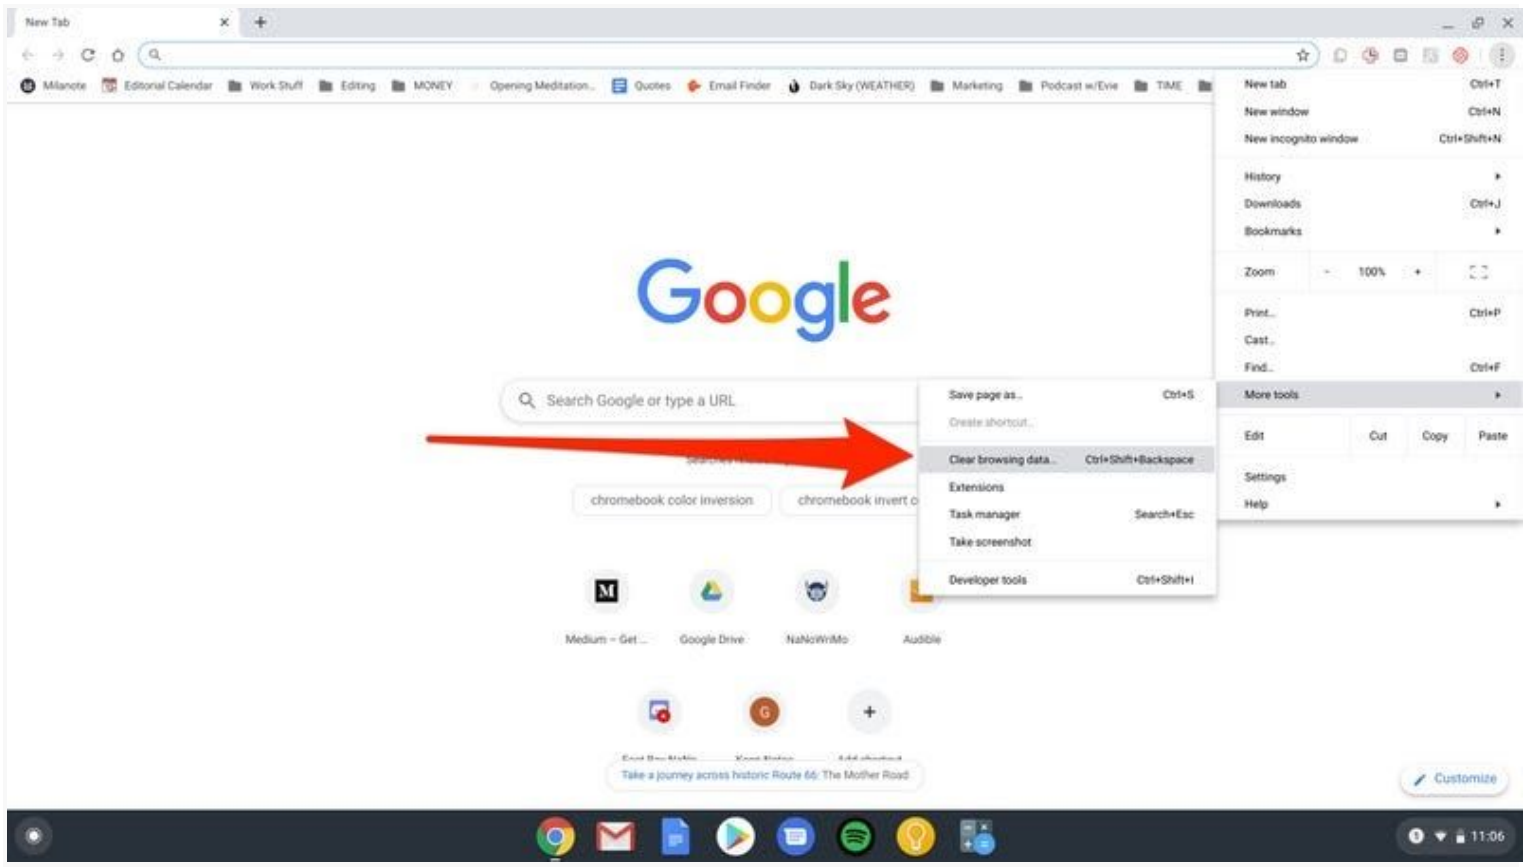 New Tab
Milanote Editorial Calendar Work Stuff Editing MONEY Opening Meditation... Quotes Email Finder Dark Sky (WEATHER) Marketing Podcast w/Evie TIME
New tab Ctrl+T
New window Ctrl+N
New incognito window Ctrl+Shift+N
History
Downloads Ctrl+J
Bookmarks
Zoom - 100% +
Print... Ctrl+P
Cast...
Find... Ctrl+F
More tools
Edit Cut Copy Paste
Settings
Help
Google
Search Google or type a URL
Save page as... Ctrl+S
Create shortcut...
Clear browsing data... Ctrl+Shift+Backspace
Extensions
Task manager Search+Esc
Take screenshot
Developer tools Ctrl+Shift+I
chromebook color inversion chromebook invert
M
Medium – Get ... Google Drive NaNoWriMo Audible
G +
Take a journey across historic Route 66: The Mother Road
Customize
11:06